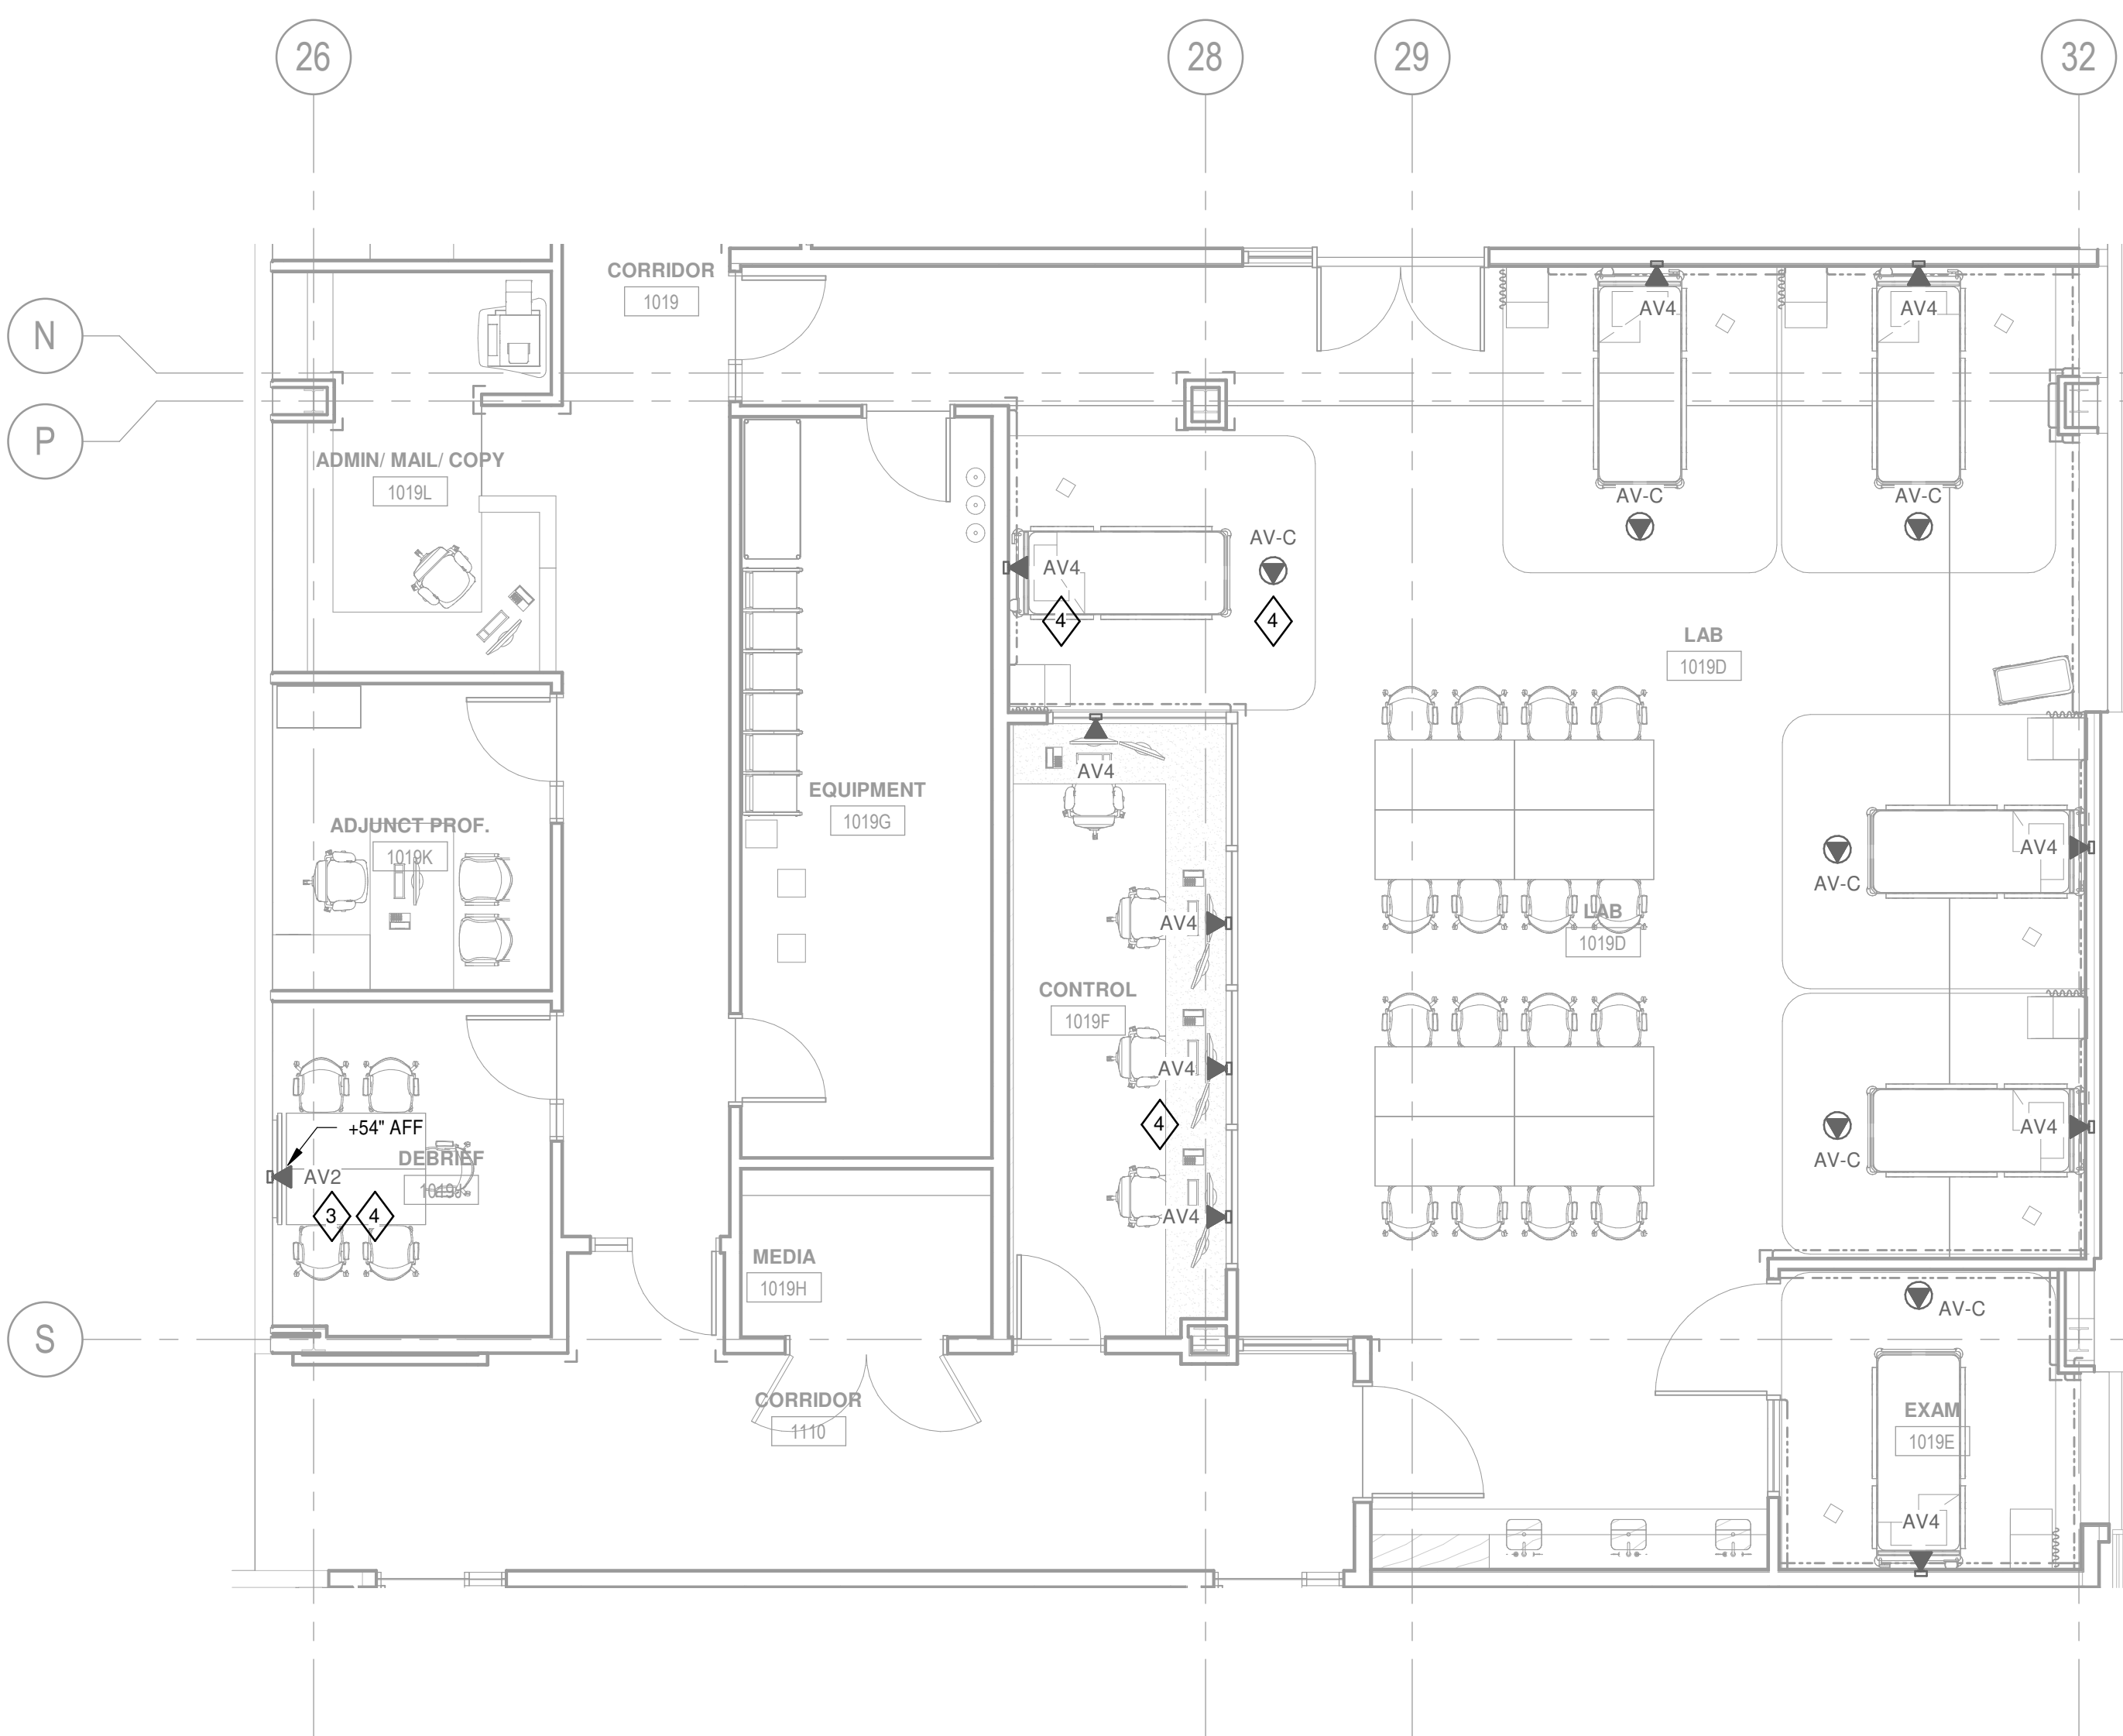 26
28
29
32
CORRIDOR
1019
AV4
AV4
N
P
ADMIN/ MAIL/ COPY
1019L
AV-C
AV-C
AV-C
AV4
4
4
LAB
1019D
AV4
EQUIPMENT
1019G
ADJUNCT PROF.
1019K
AV4
AV-C
AV4
LAB
1019D
CONTROL
1019F
AV4
4
+54" AFF
DEBRIEF
AV2
3
4
AV4
AV4
AV-C
MEDIA
1019H
AV-C
S
CORRIDOR
1110
EXAM
1019E
AV4